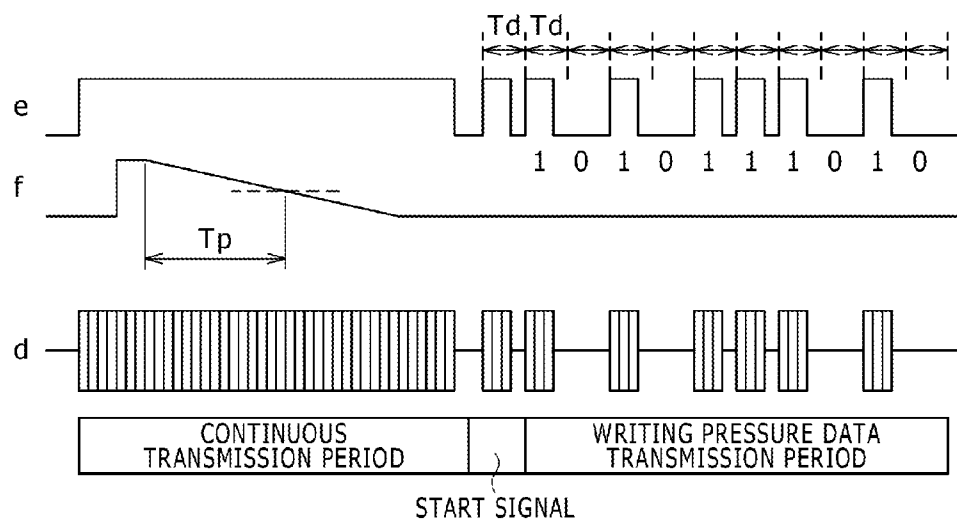 Td Td
e
1 0 1 0 1 1 1 0 1 0
f
Tp
d
CONTINUOUS
TRANSMISSION PERIOD
WRITING PRESSURE DATA
TRANSMISSION PERIOD
START SIGNAL